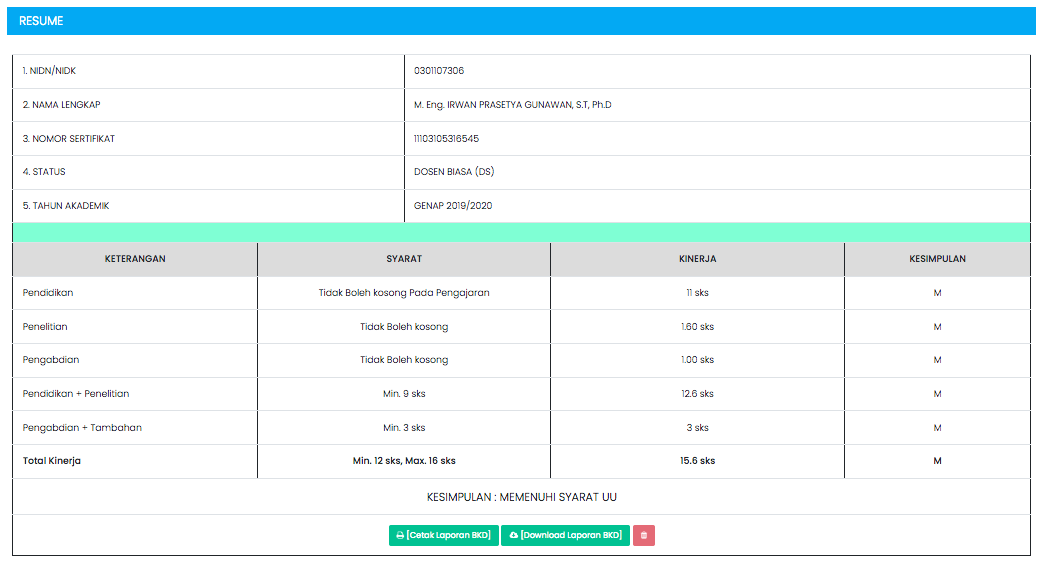 RESUME
1. NIDN/NIDK 0301107306
2. NAMA LENGKAP M. Eng. IRWAN PRASETYA GUNAWAN, S.T, Ph.D
3. NOMOR SERTIFIKAT 11103105316545
4. STATUS DOSEN BIASA (DS)
5. TAHUN AKADEMIK GENAP 2019/2020
KETERANGAN SYARAT KINERJA KESIMPULAN
Pendidikan Tidak Boleh kosong Pada Pengajaran 11 sks M
Penelitian Tidak Boleh kosong 1.60 sks M
Pengabdian Tidak Boleh kosong 1.00 sks M
Pendidikan + Penelitian Min. 9 sks 12.6 sks M
Pengabdian + Tambahan Min. 3 sks 3 sks M
Total Kinerja Min. 12 sks, Max. 16 sks 15.6 sks M
KESIMPULAN : MEMENUHI SYARAT UU
[Cetak Laporan BKD] [Download Laporan BKD]